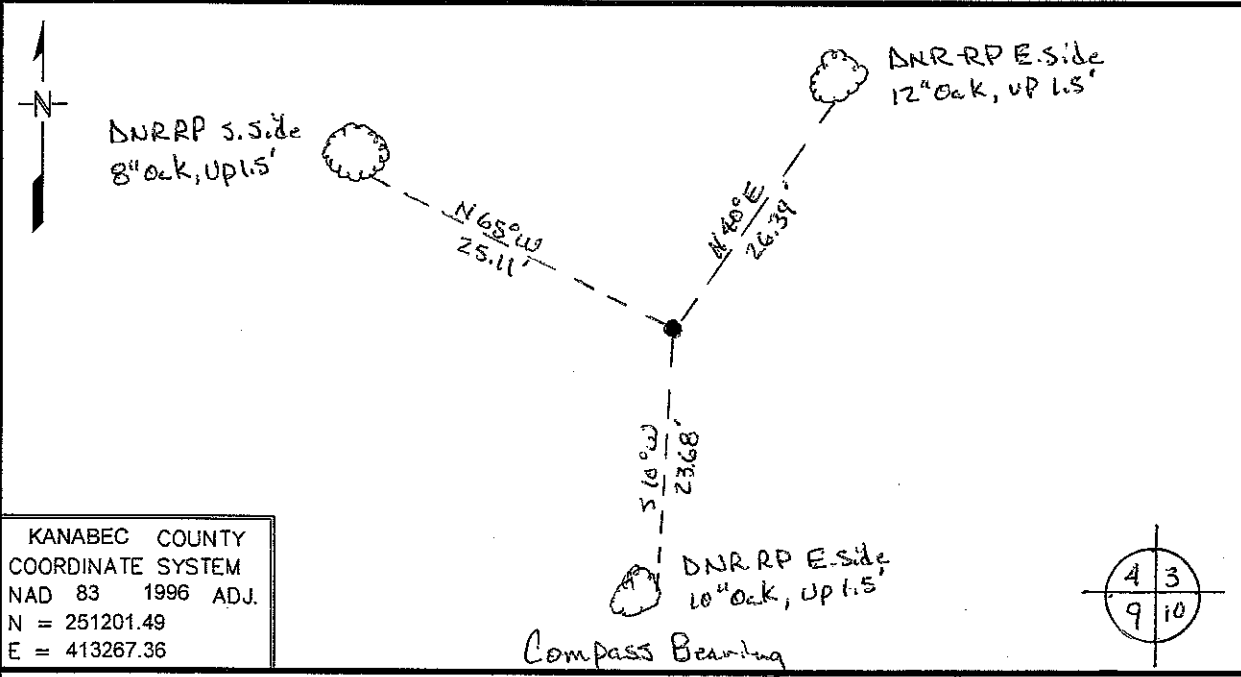 N
DNR RP S. Side
8" Oak, Up 1.5'
DNR RP E. Side
12" Oak, UP 1.5'
N 65° W
25.11'
N 40° E
26.39'
S 10° W
23.68'
DNR RP E. Side
10" Oak, Up 1.5'
Compass Bearing
KANABEC COUNTY
COORDINATE SYSTEM
NAD 83 1996 ADJ.
N = 251201.49
E = 413267.36
4 3
9 10